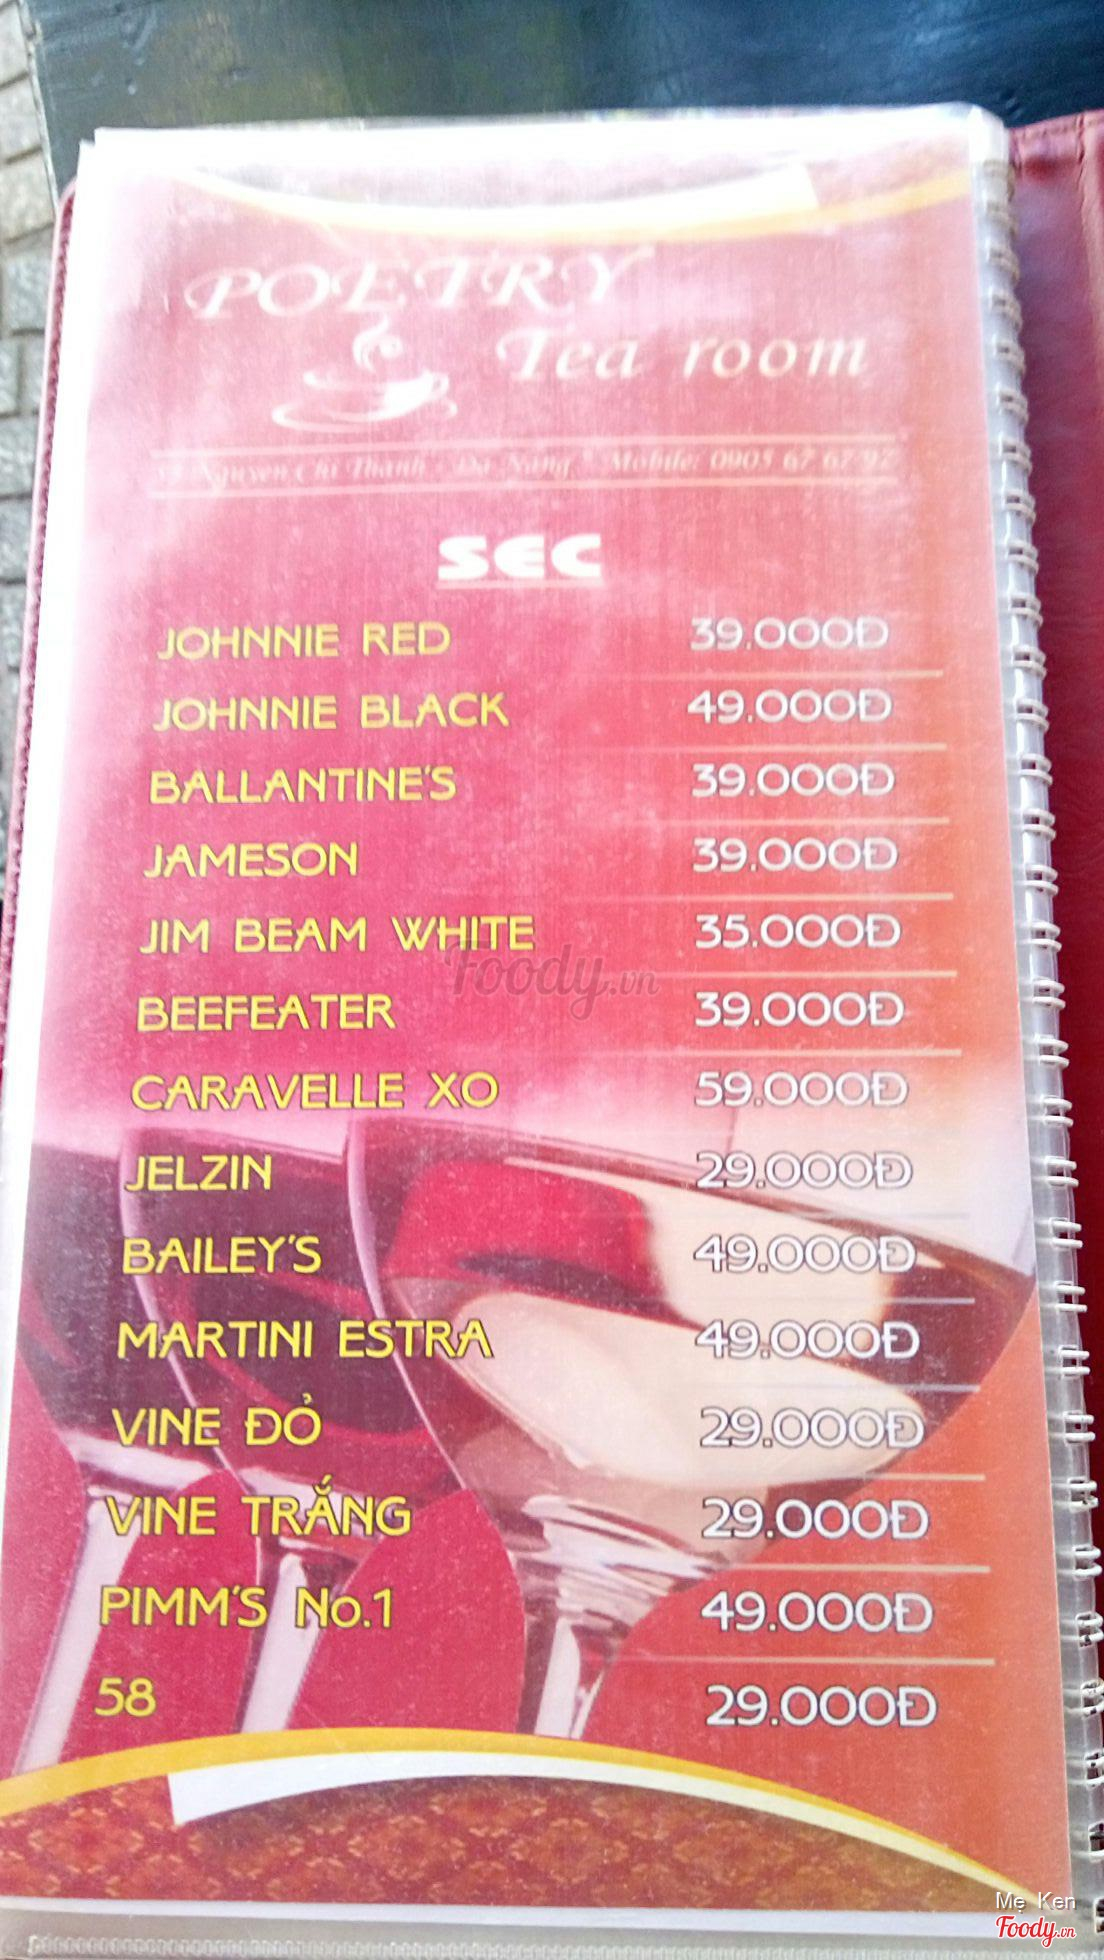 POETRY
Tea room
Nguyen Chi Thanh - Da Nang * Mobile: 0905 67 67 97
SEC
JOHNNIE RED 39.000Đ
JOHNNIE BLACK 49.000Đ
BALLANTINE'S 39.000Đ
JAMESON 39.000Đ
JIM BEAM WHITE 35.000Đ
BEEFEATER 39.000Đ
CARAVELLE XO 59.000Đ
JELZIN 29.000Đ
BAILEY'S 49.000Đ
MARTINI ESTRA 49.000Đ
VINE ĐỎ 29.000Đ
VINE TRẮNG 29.000Đ
PIMM'S No.1 49.000Đ
58 29.000Đ
Foody.vn
Mẹ Ken
Foody.vn